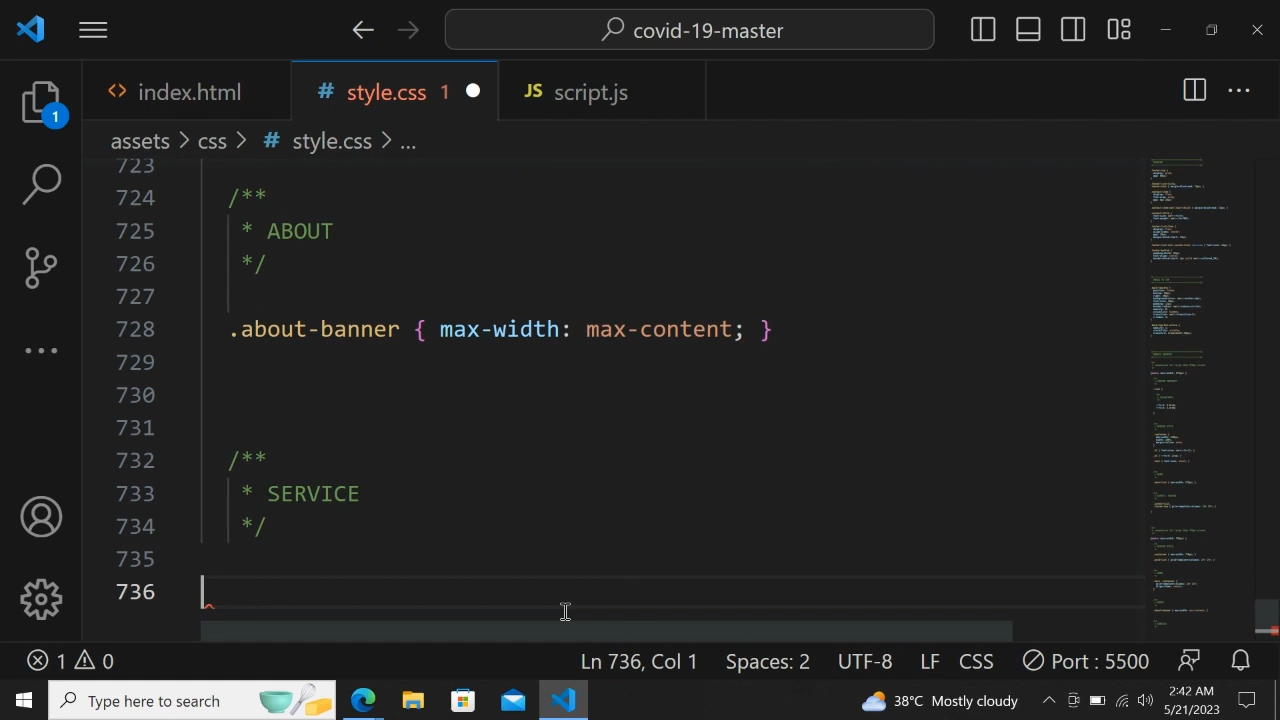 covid-19-master
index.html
style.css 1
JS script.js
assets > css > # style.css > ...
723
724 /**
725 * ABOUT
726 */
727
728 .about-banner { max-width: max-content; }
729
730
731
732 /**
733 * SERVICE
734 */
735
736
1
1 0
Ln 736, Col 1
Spaces: 2
UTF-8
LF
CSS
Port : 5500
Type here to search
38°C Mostly cloudy
2:42 AM
5/21/2023